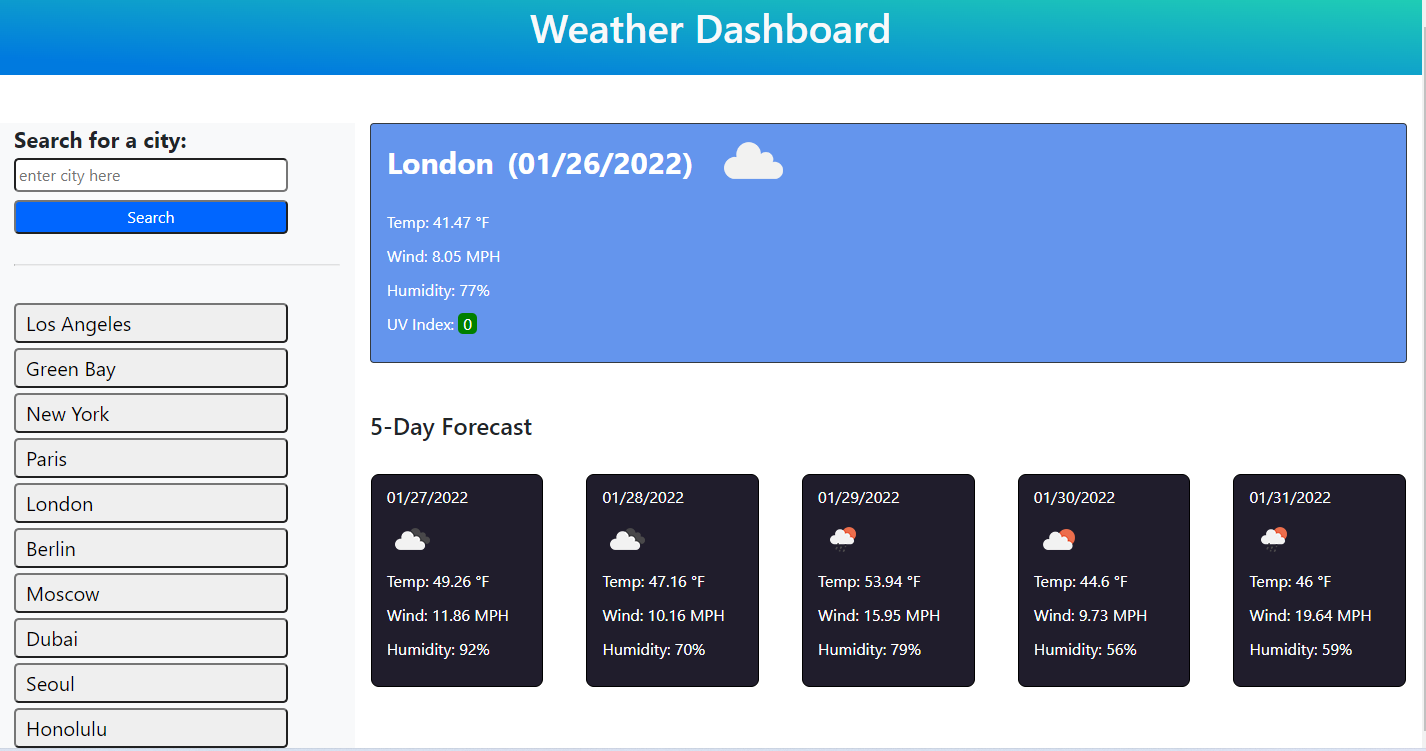 Weather Dashboard
Search for a city:
enter city here
Search
Los Angeles
Green Bay
New York
Paris
London
Berlin
Moscow
Dubai
Seoul
Honolulu
London (01/26/2022)
Temp: 41.47 °F
Wind: 8.05 MPH
Humidity: 77%
UV Index: 0
5-Day Forecast
01/27/2022
Temp: 49.26 °F
Wind: 11.86 MPH
Humidity: 92%
01/28/2022
Temp: 47.16 °F
Wind: 10.16 MPH
Humidity: 70%
01/29/2022
Temp: 53.94 °F
Wind: 15.95 MPH
Humidity: 79%
01/30/2022
Temp: 44.6 °F
Wind: 9.73 MPH
Humidity: 56%
01/31/2022
Temp: 46 °F
Wind: 19.64 MPH
Humidity: 59%